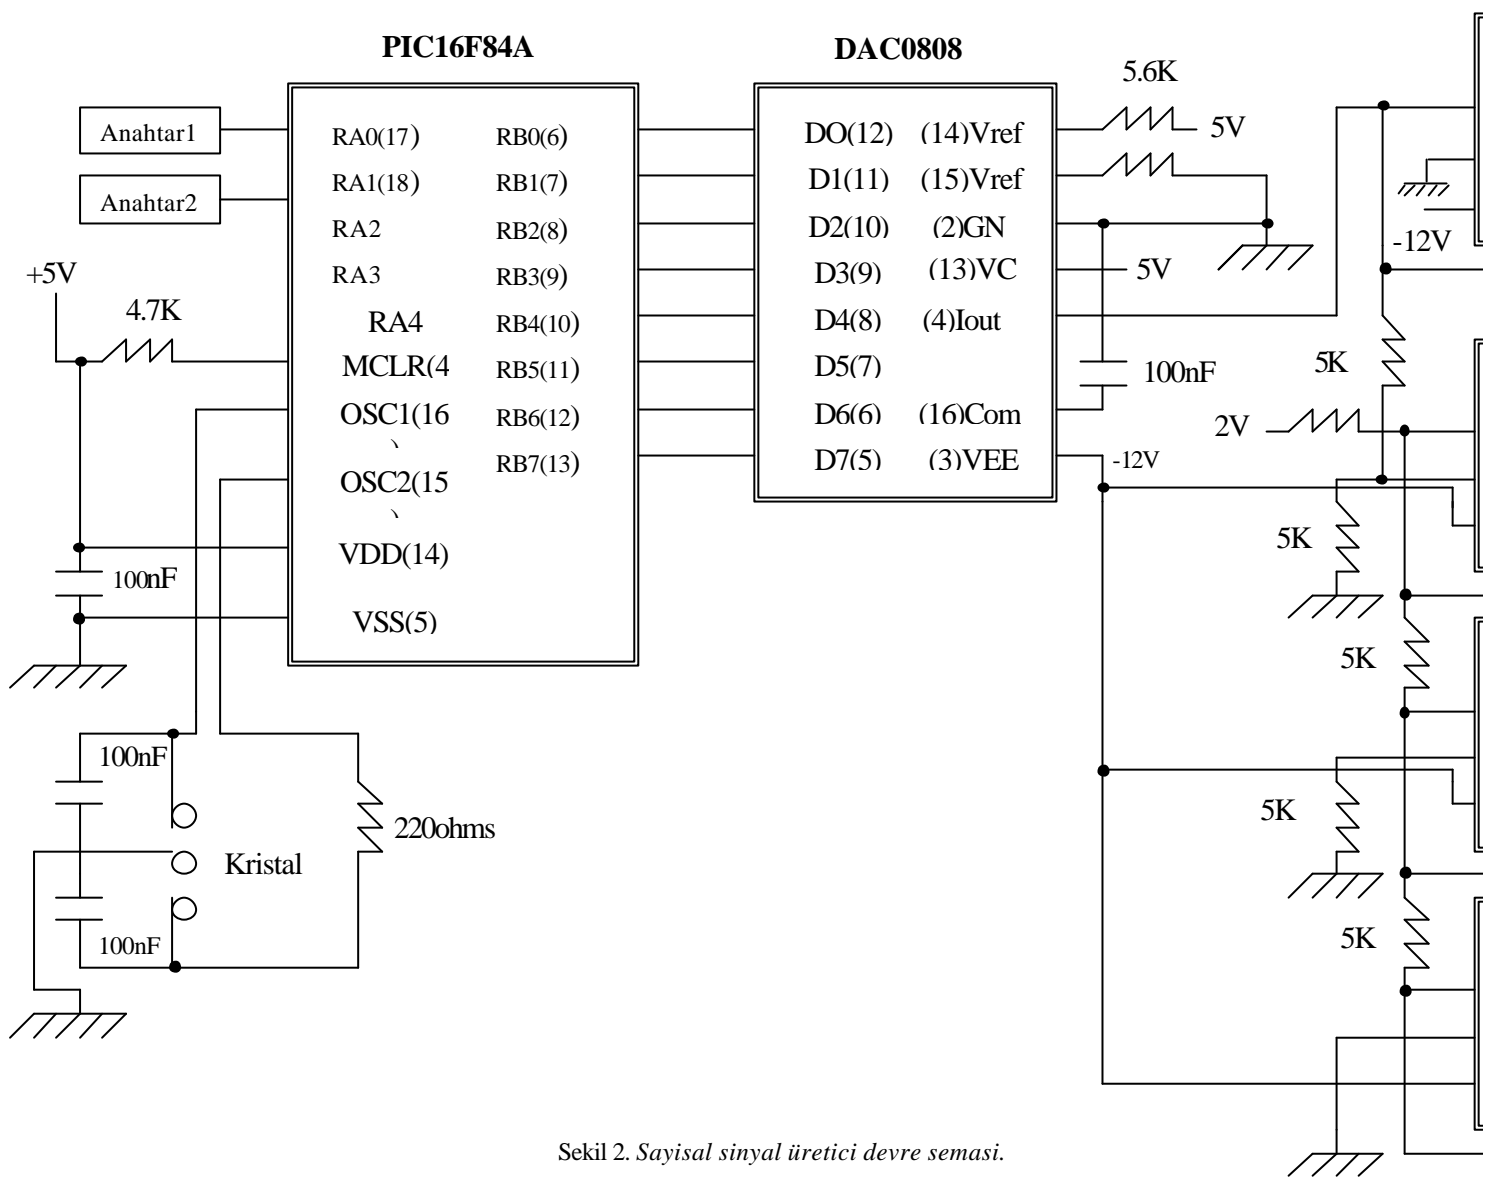 PIC16F84A
DAC0808
Anahtar1
Anahtar2
+5V
4.7K
100nF
RA0(17)
RA1(18)
RA2
RA3
RA4
MCLR(4
OSC1(16
)
OSC2(15
)
VDD(14)
VSS(5)
RB0(6)
RB1(7)
RB2(8)
RB3(9)
RB4(10)
RB5(11)
RB6(12)
RB7(13)
DO(12)
D1(11)
D2(10)
D3(9)
D4(8)
D5(7)
D6(6)
D7(5)
(14)Vref
(15)Vref
(2)GN
(13)VC
(4)Iout
(16)Com
(3)VEE
5.6K
5V
5V
100nF
-12V
-12V
5K
2V
5K
5K
5K
5K
100nF
Kristal
100nF
220ohms
Sekil 2. Sayisal sinyal üretici devre semasi.